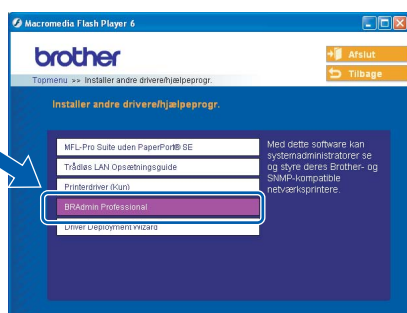 Macromedia Flash Player 6
brother
Afslut
Tilbage
Topmenu >> Installer andre drivere/hjælpeprogr.
Installer andre drivere/hjælpeprogr.
MFL-Pro Suite uden PaperPort® SE
Trådløs LAN Opsætningsguide
Printerdriver (Kun)
BRAdmin Professional
Driver Deployment Wizard
Med dette software kan
systemadministratorer se
og styre deres Brother- og
SNMP-kompatible
netværksprintere.